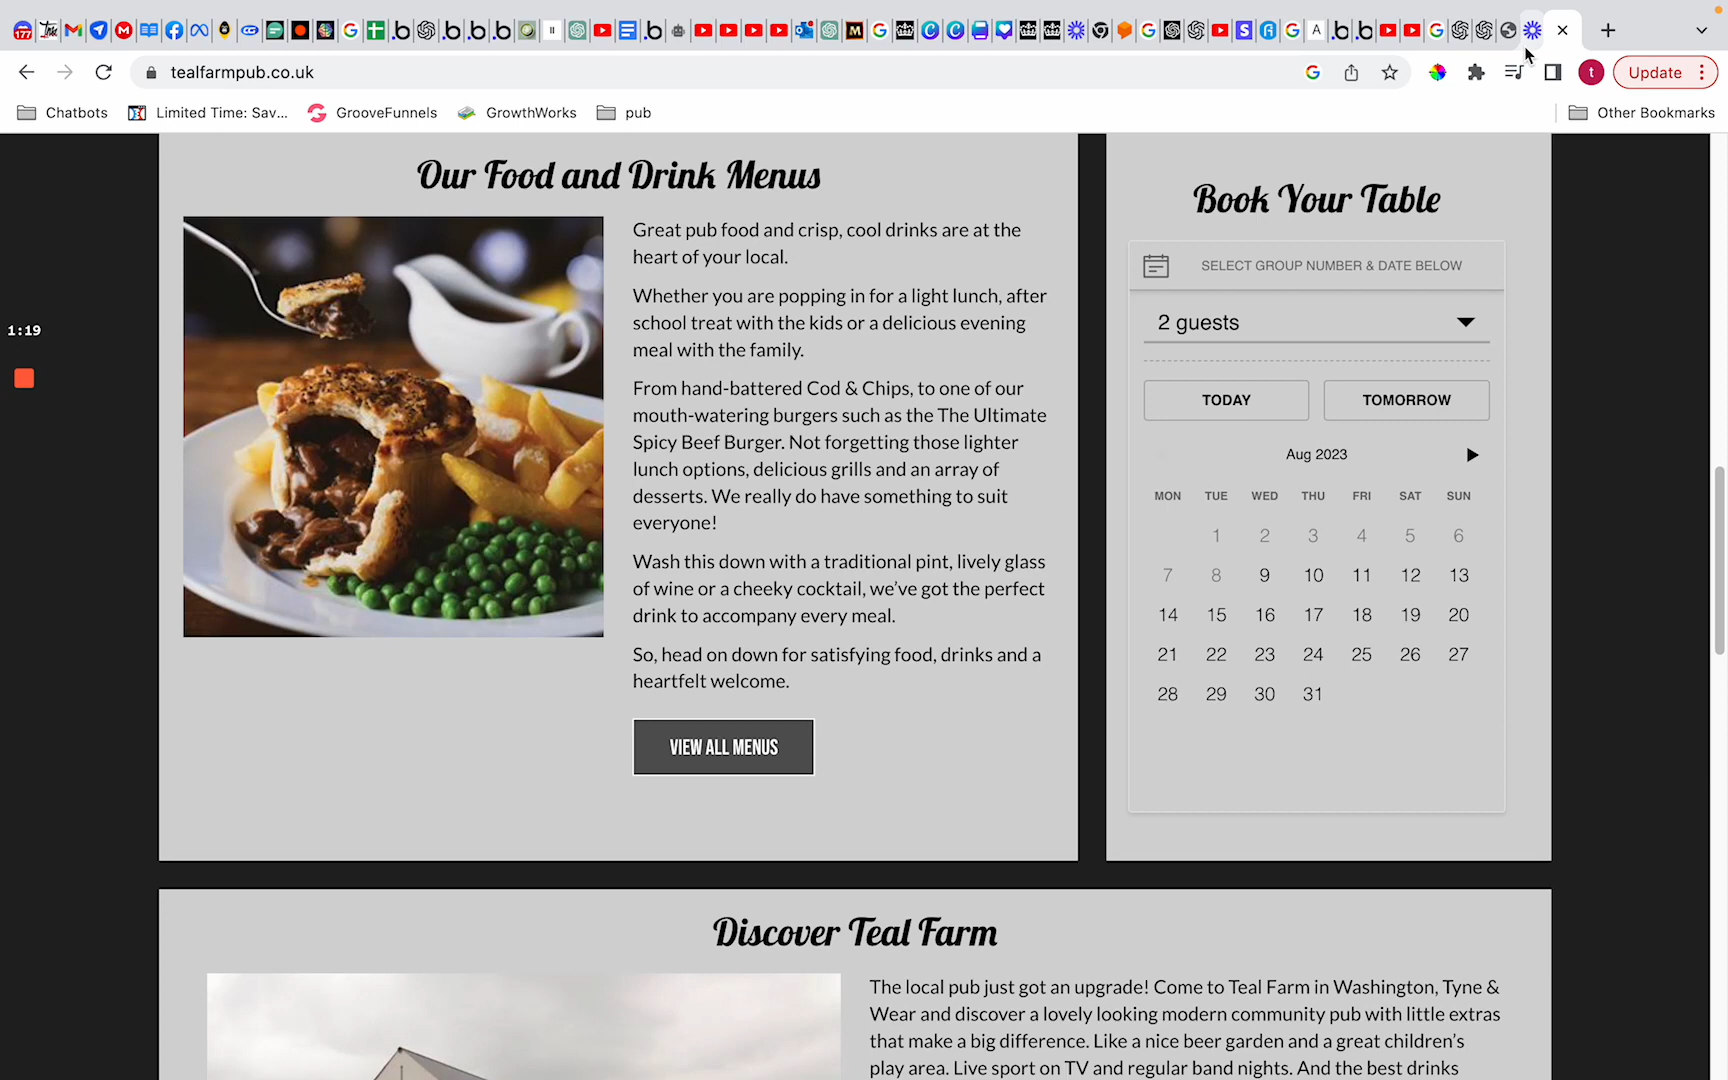 177
tealfarmpub.co.uk
t
Update
Chatbots
Limited Time: Sav...
GrooveFunnels
GrowthWorks
pub
Other Bookmarks
1:19
Our Food and Drink Menus
Great pub food and crisp, cool drinks are at the
heart of your local.
Whether you are popping in for a light lunch, after
school treat with the kids or a delicious evening
meal with the family.
From hand-battered Cod & Chips, to one of our
mouth-watering burgers such as the The Ultimate
Spicy Beef Burger. Not forgetting those lighter
lunch options, delicious grills and an array of
desserts. We really do have something to suit
everyone!
Wash this down with a traditional pint, lively glass
of wine or a cheeky cocktail, we've got the perfect
drink to accompany every meal.
So, head on down for satisfying food, drinks and a
heartfelt welcome.
VIEW ALL MENUS
Book Your Table
SELECT GROUP NUMBER & DATE BELOW
2 guests
TODAY TOMORROW
Aug 2023
MON TUE WED THU FRI SAT SUN
1 2 3 4 5 6
7 8 9 10 11 12 13
14 15 16 17 18 19 20
21 22 23 24 25 26 27
28 29 30 31
Discover Teal Farm
The local pub just got an upgrade! Come to Teal Farm in Washington, Tyne &
Wear and discover a lovely looking modern community pub with little extras
that make a big difference. Like a nice beer garden and a great children's
play area. Live sport on TV and regular band nights. And the best drinks